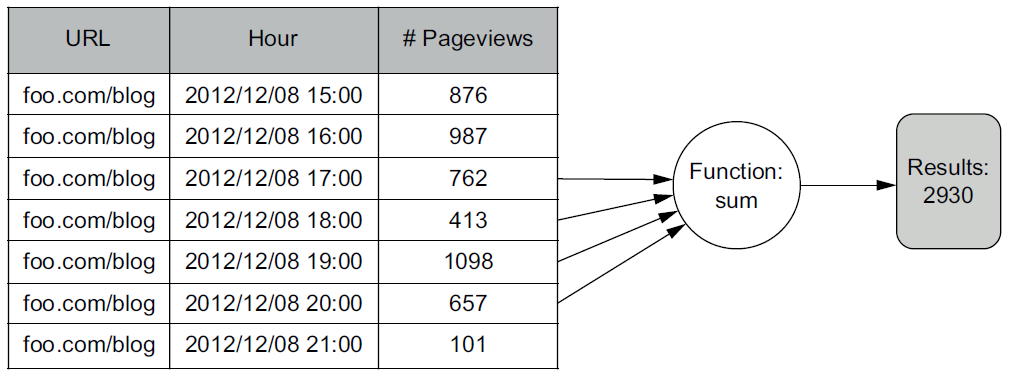 URL Hour # Pageviews
foo.com/blog 2012/12/08 15:00 876
foo.com/blog 2012/12/08 16:00 987
foo.com/blog 2012/12/08 17:00 762
foo.com/blog 2012/12/08 18:00 413
foo.com/blog 2012/12/08 19:00 1098
foo.com/blog 2012/12/08 20:00 657
foo.com/blog 2012/12/08 21:00 101
Function:
sum
Results:
2930